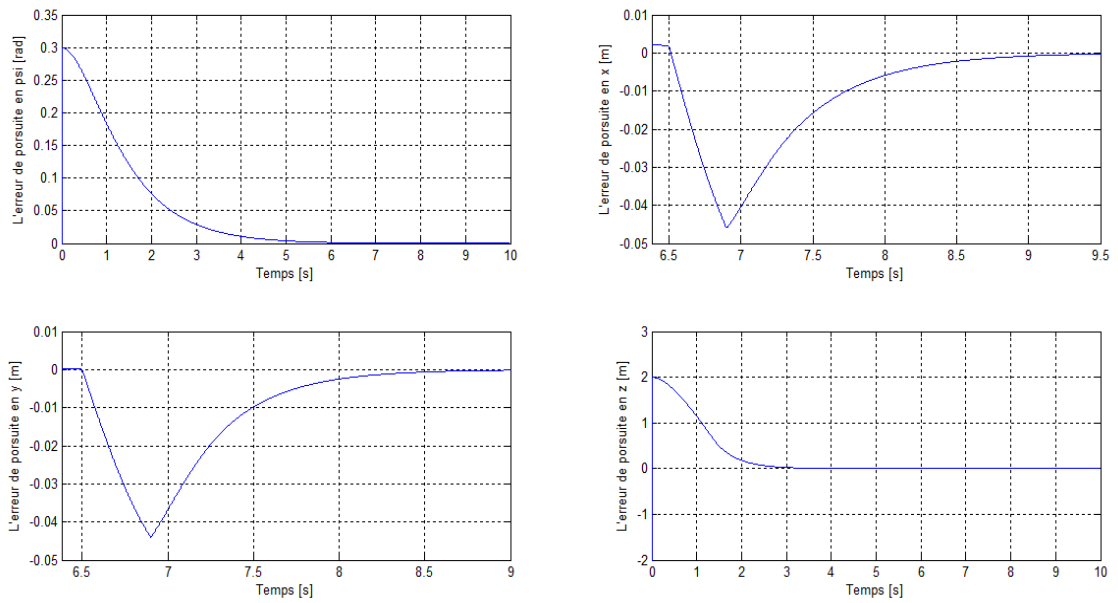 L'erreur de porsuite en psi [rad]
0.35
0.3
0.25
0.2
0.15
0.1
0.05
0
0 1 2 3 4 5 6 7 8 9 10
Temps [s]
L'erreur de porsuite en x [m]
0.01
0
-0.01
-0.02
-0.03
-0.04
-0.05
6.5 7 7.5 8 8.5 9 9.5
Temps [s]
L'erreur de porsuite en y [m]
0.01
0
-0.01
-0.02
-0.03
-0.04
-0.05
6.5 7 7.5 8 8.5 9
Temps [s]
L'erreur de porsuite en z [m]
3
2
1
0
-1
-2
0 1 2 3 4 5 6 7 8 9 10
Temps [s]